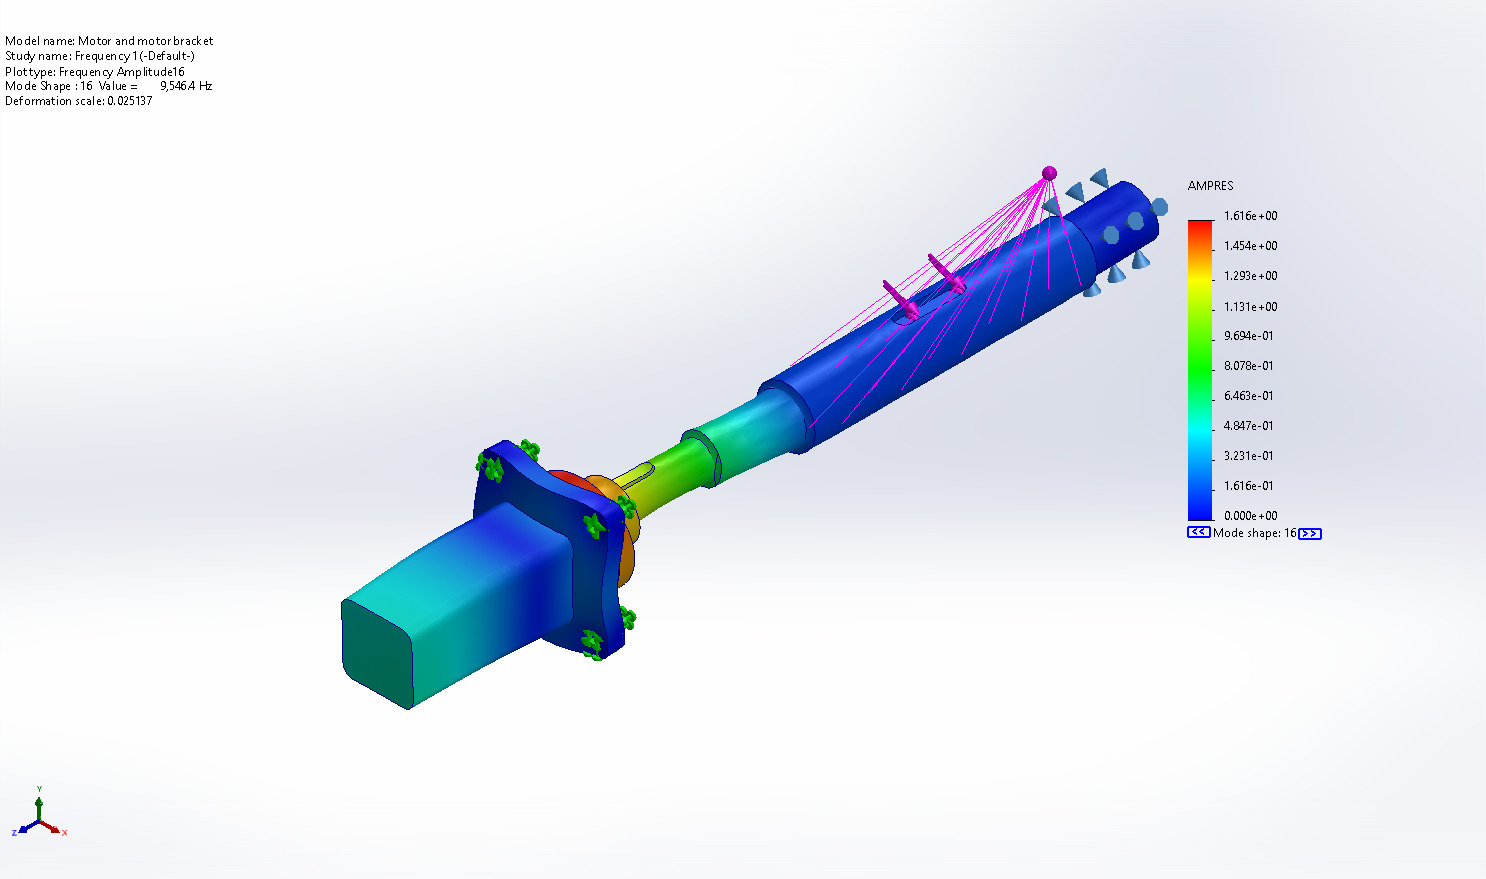 Model name: Motor and motor bracket
Study name: Frequency 1(-Default-)
Plot type: Frequency Amplitude16
Mode Shape : 16 Value = 9,546.4 Hz
Deformation scale: 0.025137
AMPRES
1.616e+00
1.454e+00
1.293e+00
1.131e+00
9.694e-01
8.078e-01
6.463e-01
4.847e-01
3.231e-01
1.616e-01
0.000e+00
<< Mode shape: 16 >>
Y
Z X